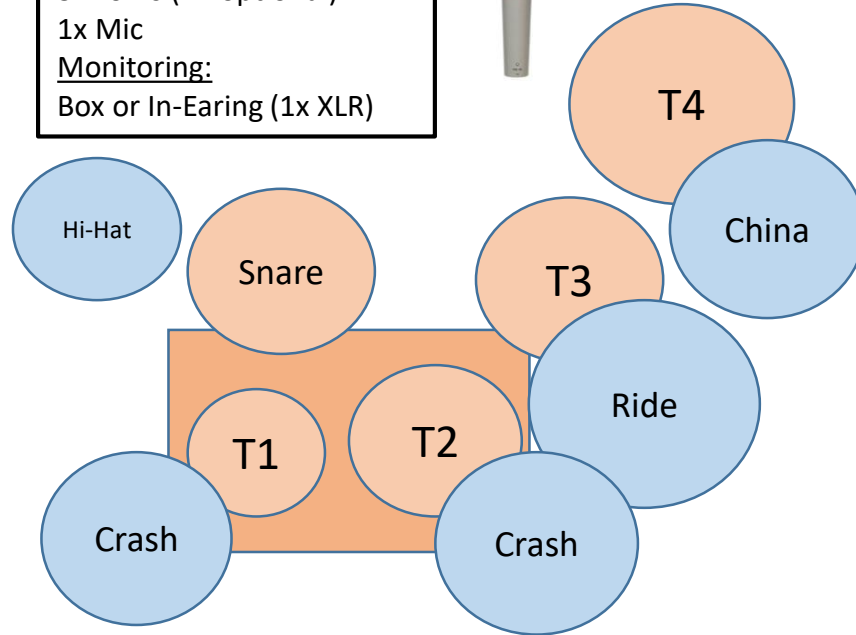 1x Mic
Monitoring:
Box or In-Earing (1x XLR)
T4
Hi-Hat
China
Snare
T3
Ride
T1
T2
Crash
Crash